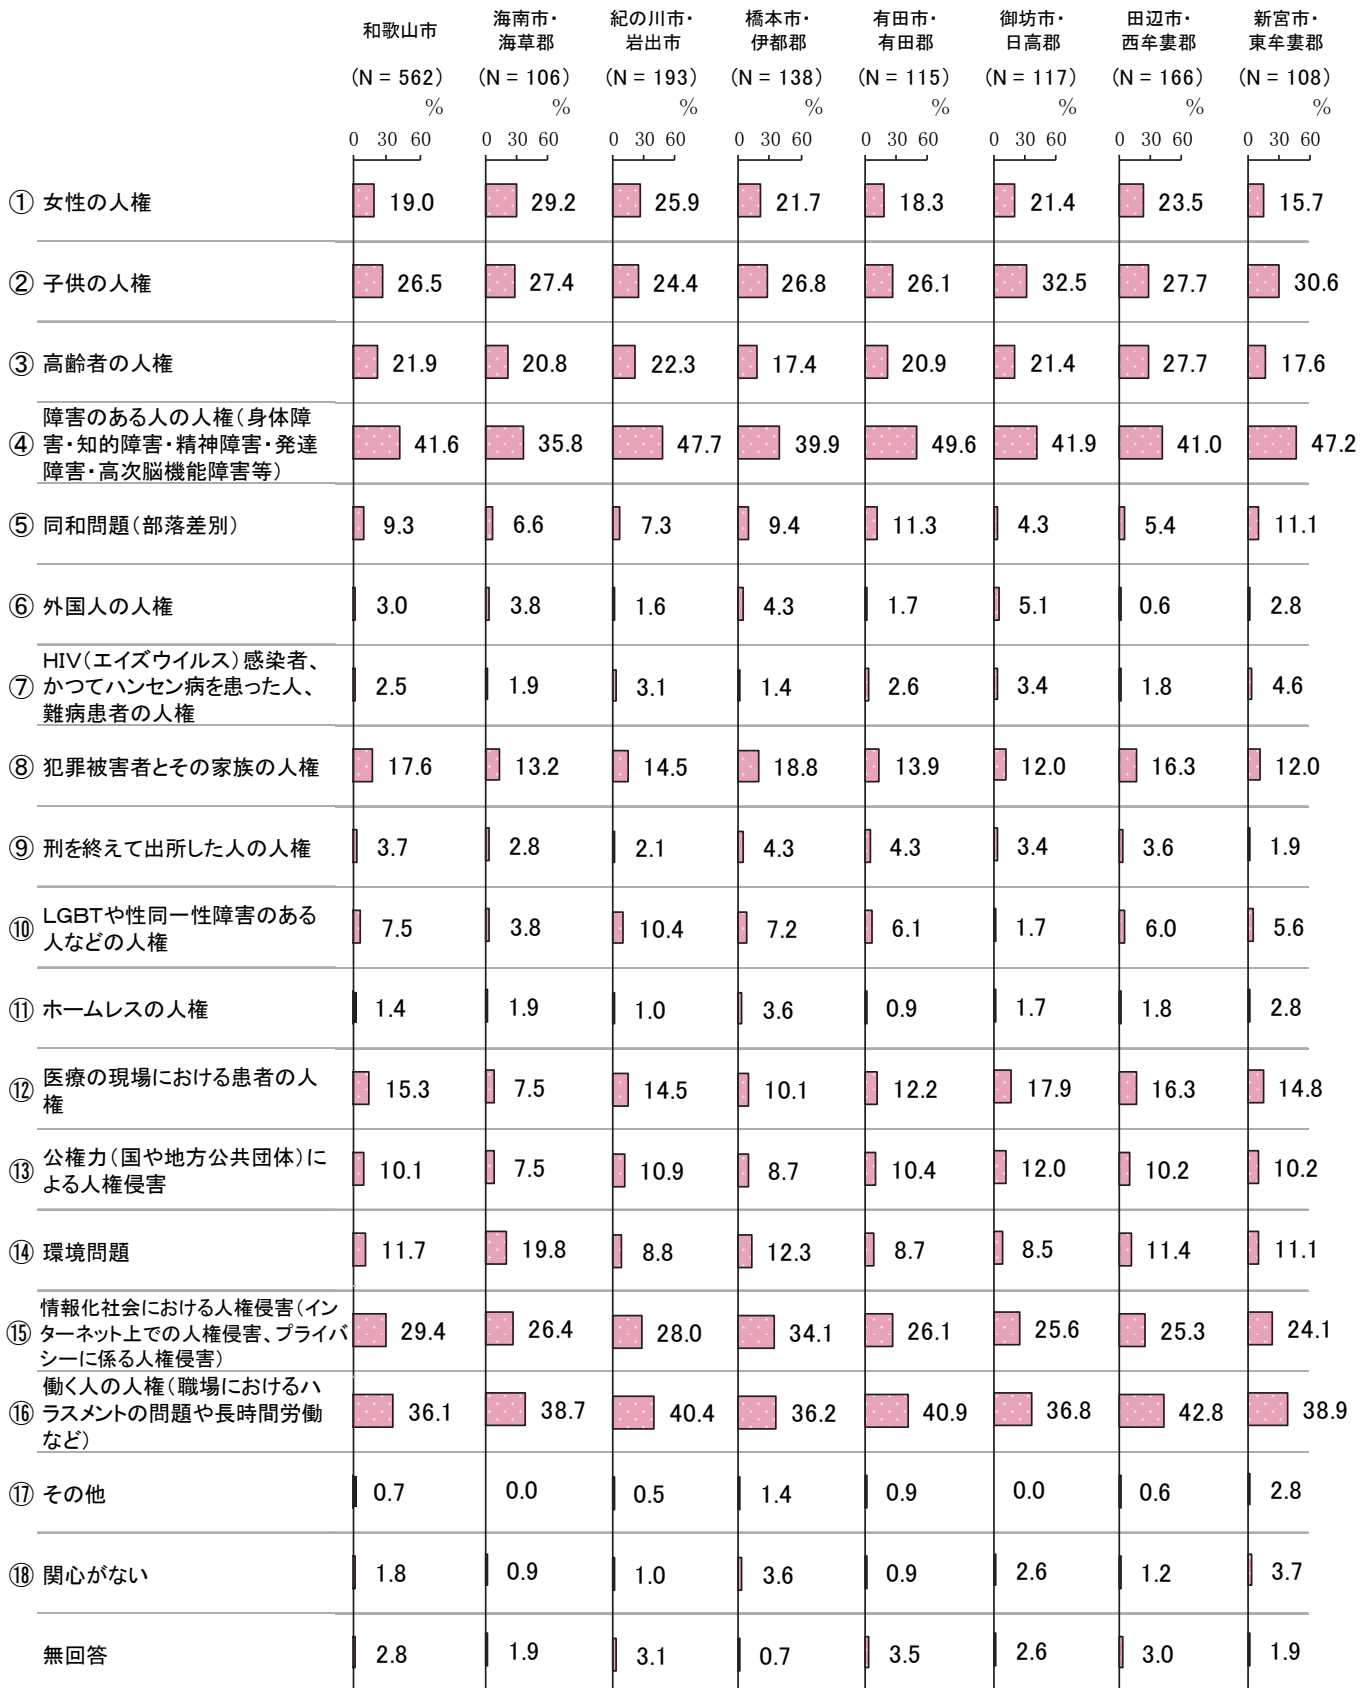 和歌山市 海南市・ 紀の川市・ 橋本市・ 有田市・ 御坊市・ 田辺市・ 新宮市・
海草郡 岩出市 伊都郡 有田郡 日高郡 西牟婁郡 東牟婁郡
(N = 562) (N = 106) (N = 193) (N = 138) (N = 115) (N = 117) (N = 166) (N = 108)
% % % % % % % %
0 30 60 0 30 60 0 30 60 0 30 60 0 30 60 0 30 60 0 30 60 0 30 60
① 女性の人権 19.0 29.2 25.9 21.7 18.3 21.4 23.5 15.7
② 子供の人権 26.5 27.4 24.4 26.8 26.1 32.5 27.7 30.6
③ 高齢者の人権 21.9 20.8 22.3 17.4 20.9 21.4 27.7 17.6
障害のある人の人権(身体障
④ 害・知的障害・精神障害・発達 41.6 35.8 47.7 39.9 49.6 41.9 41.0 47.2
障害・高次脳機能障害等)
⑤ 同和問題(部落差別) 9.3 6.6 7.3 9.4 11.3 4.3 5.4 11.1
⑥ 外国人の人権 3.0 3.8 1.6 4.3 1.7 5.1 0.6 2.8
HIV(エイズウイルス)感染者、
⑦ かつてハンセン病を患った人、 2.5 1.9 3.1 1.4 2.6 3.4 1.8 4.6
難病患者の人権
⑧ 犯罪被害者とその家族の人権 17.6 13.2 14.5 18.8 13.9 12.0 16.3 12.0
⑨ 刑を終えて出所した人の人権 3.7 2.8 2.1 4.3 4.3 3.4 3.6 1.9
⑩ LGBTや性同一性障害のある 7.5 3.8 10.4 7.2 6.1 1.7 6.0 5.6
人などの人権
⑪ ホームレスの人権 1.4 1.9 1.0 3.6 0.9 1.7 1.8 2.8
⑫ 医療の現場における患者の人 15.3 7.5 14.5 10.1 12.2 17.9 16.3 14.8
権
⑬ 公権力(国や地方公共団体)に 10.1 7.5 10.9 8.7 10.4 12.0 10.2 10.2
よる人権侵害
⑭ 環境問題 11.7 19.8 8.8 12.3 8.7 8.5 11.4 11.1
情報化社会における人権侵害(イン
⑮ ターネット上での人権侵害、プライバ 29.4 26.4 28.0 34.1 26.1 25.6 25.3 24.1
シーに係る人権侵害)
働く人の人権(職場におけるハ
⑯ ラスメントの問題や長時間労働 36.1 38.7 40.4 36.2 40.9 36.8 42.8 38.9
など)
⑰ その他 0.7 0.0 0.5 1.4 0.9 0.0 0.6 2.8
⑱ 関心がない 1.8 0.9 1.0 3.6 0.9 2.6 1.2 3.7
無回答 2.8 1.9 3.1 0.7 3.5 2.6 3.0 1.9